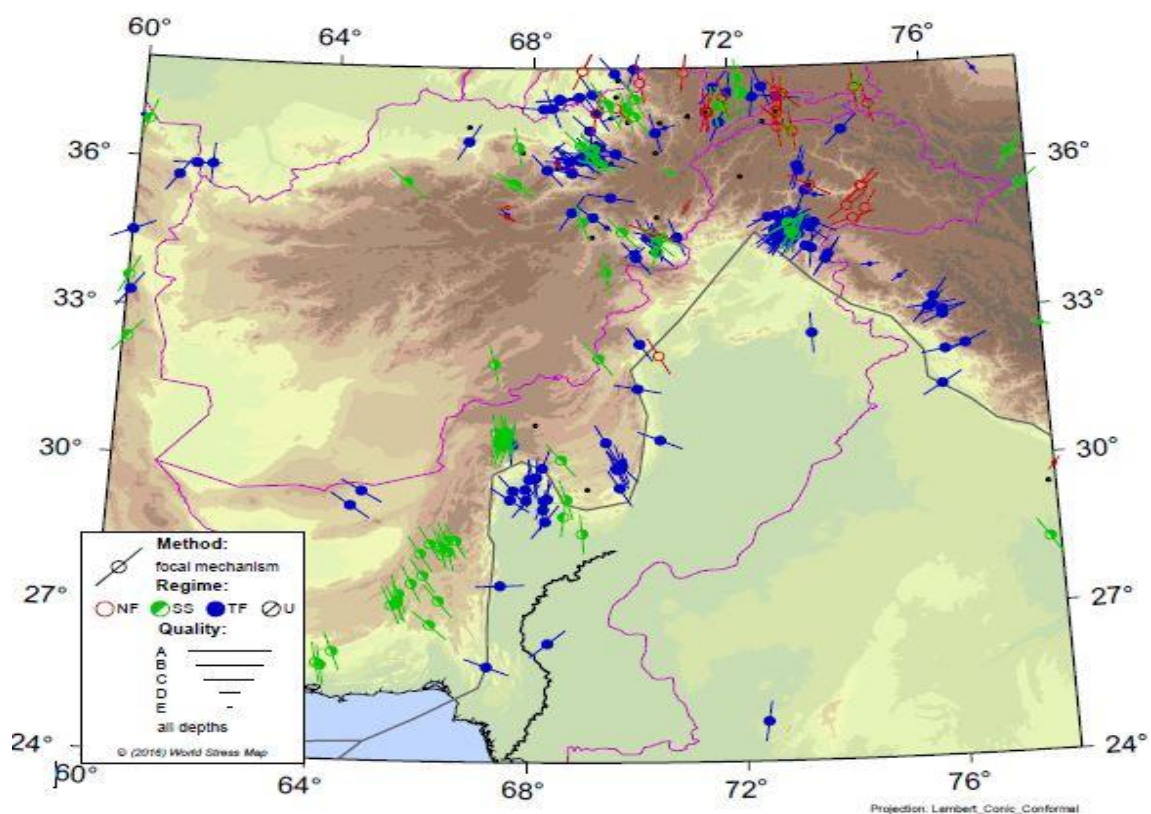 60° 64° 68° 72° 76°
36° 36°
33° 33°
30° 30°
27° 27°
24° 24°
60° 64° 68° 72° 76°
Method:
focal mechanism
Regime:
NF SS TF U
Quality:
A
B
C
D
E
all depths
© (2016) World Stress Map
Projection: Lambert_Conic_Conformal